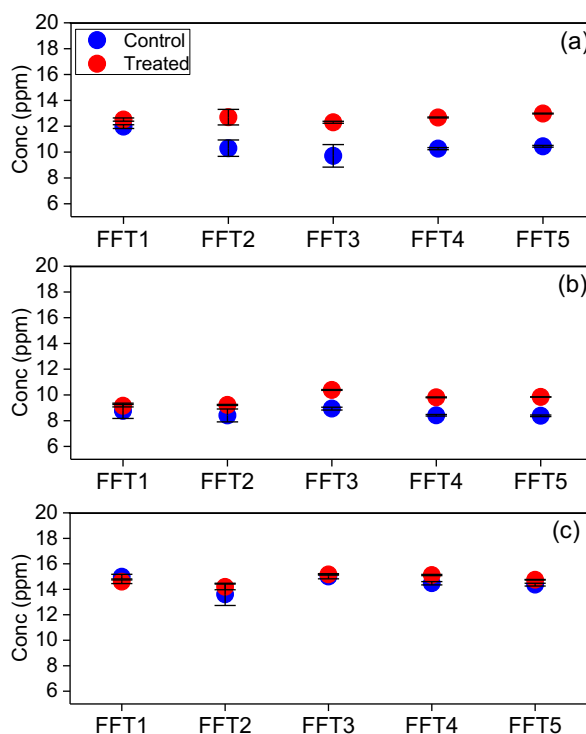 20
18
16
14
12
10
8
6
Conc (ppm)
Control
Treated
(a)
FFT1 FFT2 FFT3 FFT4 FFT5
20
18
16
14
12
10
8
6
Conc (ppm)
(b)
FFT1 FFT2 FFT3 FFT4 FFT5
20
18
16
14
12
10
8
6
Conc (ppm)
(c)
FFT1 FFT2 FFT3 FFT4 FFT5